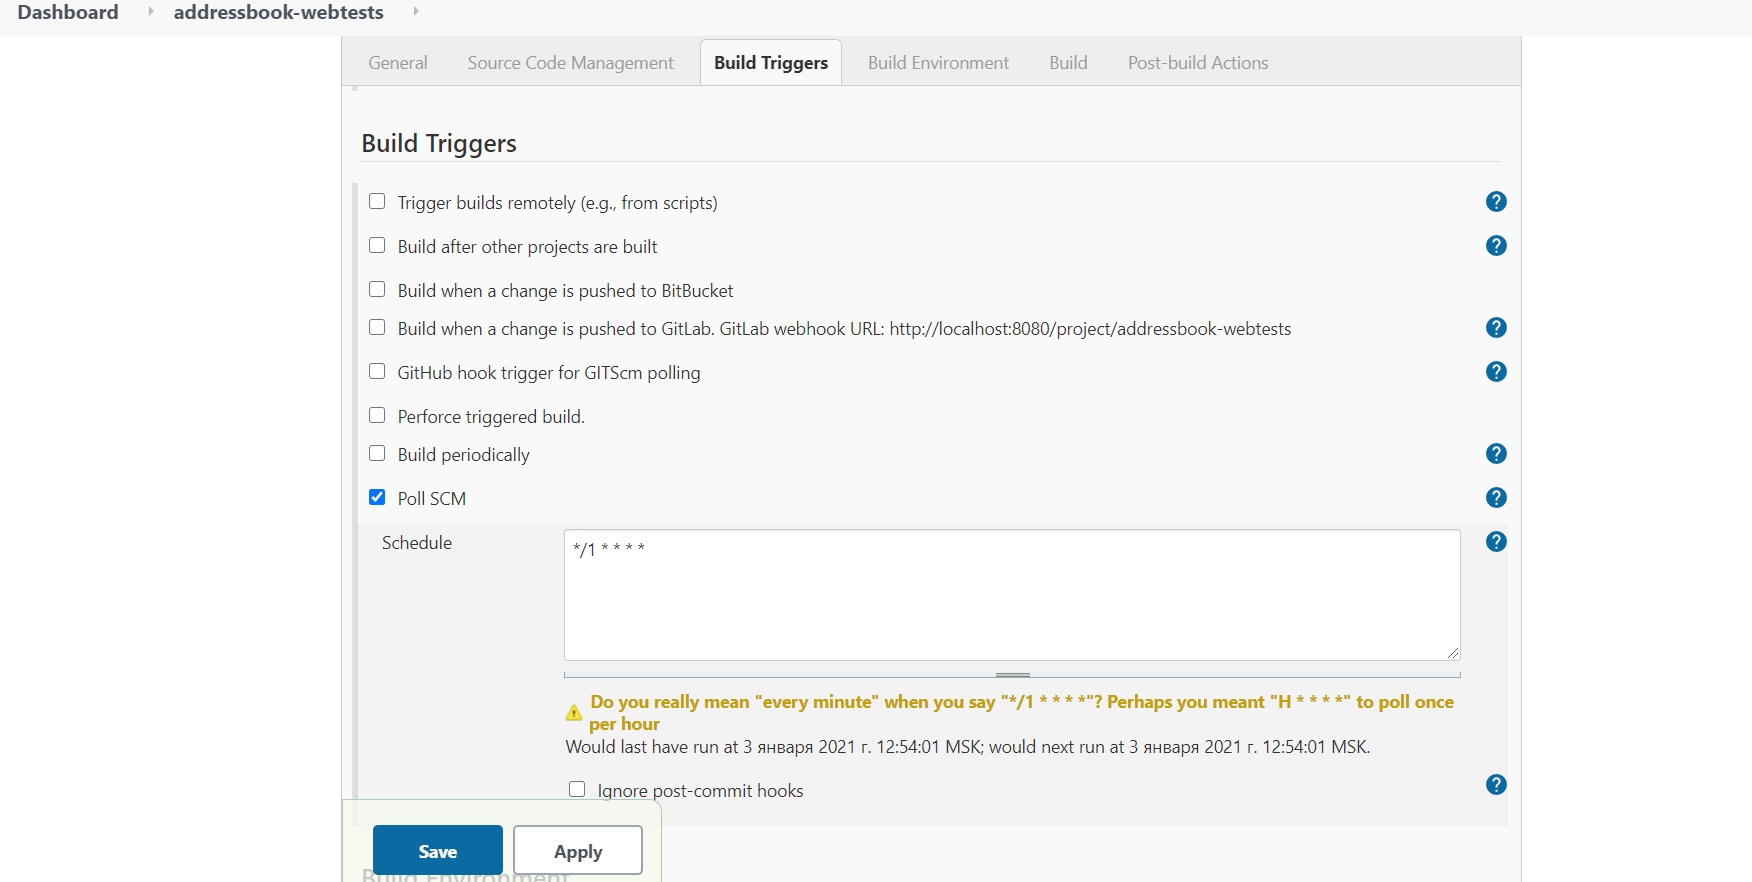 Dashboard addressbook-webtests
General Source Code Management Build Triggers Build Environment Build Post-build Actions
Build Triggers
Trigger builds remotely (e.g., from scripts)
Build after other projects are built
Build when a change is pushed to BitBucket
Build when a change is pushed to GitLab. GitLab webhook URL: http://localhost:8080/project/addressbook-webtests
GitHub hook trigger for GITScm polling
Perforce triggered build.
Build periodically
Poll SCM
Schedule
*/1 * * * *
Do you really mean "every minute" when you say "*/1 * * * *"? Perhaps you meant "H * * * *" to poll once
per hour
Would last have run at 3 января 2021 г. 12:54:01 MSK; would next run at 3 января 2021 г. 12:54:01 MSK.
Ignore post-commit hooks
Save Apply
Build Environment